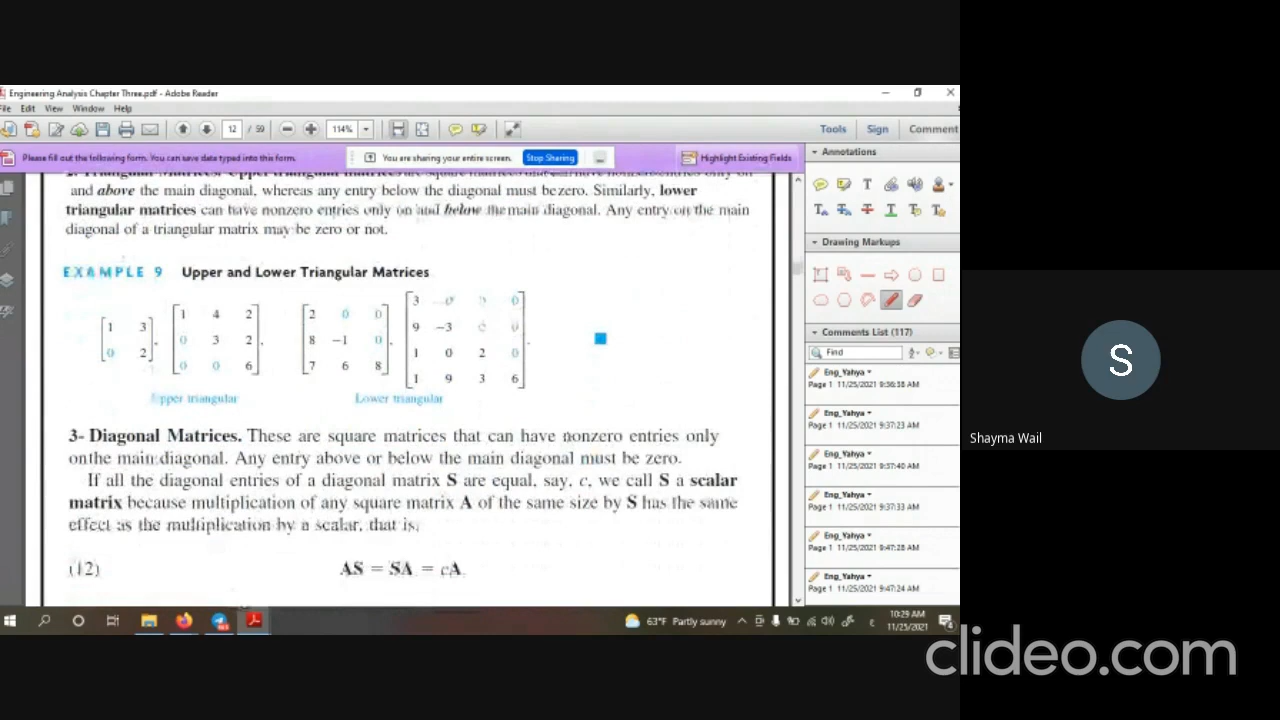 Engineering Analysis Chapter Three.pdf - Adobe Reader
File Edit View Window Help
12 / 59 114% Tools Sign Comment
Please fill out the following form. You can save data typed into this form. You are sharing your entire screen. Stop Sharing Highlight Existing Fields
Annotations
and above the main diagonal, whereas any entry below the diagonal must be zero. Similarly, lower
triangular matrices can have nonzero entries only on and below the main diagonal. Any entry on the main
diagonal of a triangular matrix may be zero or not.
EXAMPLE 9 Upper and Lower Triangular Matrices
1 3
0 2
1 4 2
0 3 2
0 0 6
2 0 0
8 -1 0
7 6 8
3 0 0 0
9 -3 0 0
1 0 2 0
1 9 3 6
Upper triangular Lower triangular
3- Diagonal Matrices. These are square matrices that can have nonzero entries only
on the main diagonal. Any entry above or below the main diagonal must be zero.
If all the diagonal entries of a diagonal matrix S are equal, say, c, we call S a scalar
matrix because multiplication of any square matrix A of the same size by S has the same
effect as the multiplication by a scalar, that is,
(12) AS = SA = cA
Drawing Markups
Comments List (117)
Find
Eng_Yahya
Page 1 11/25/2021 9:36:38 AM
Eng_Yahya
Page 1 11/25/2021 9:37:23 AM
Eng_Yahya
Page 1 11/25/2021 9:37:40 AM
Eng_Yahya
Page 1 11/25/2021 9:37:33 AM
Eng_Yahya
Page 1 11/25/2021 9:47:28 AM
Eng_Yahya
Page 1 11/25/2021 9:47:24 AM
63°F Partly sunny
10:29 AM
11/25/2021
S
Shayma Wail
clideo.com